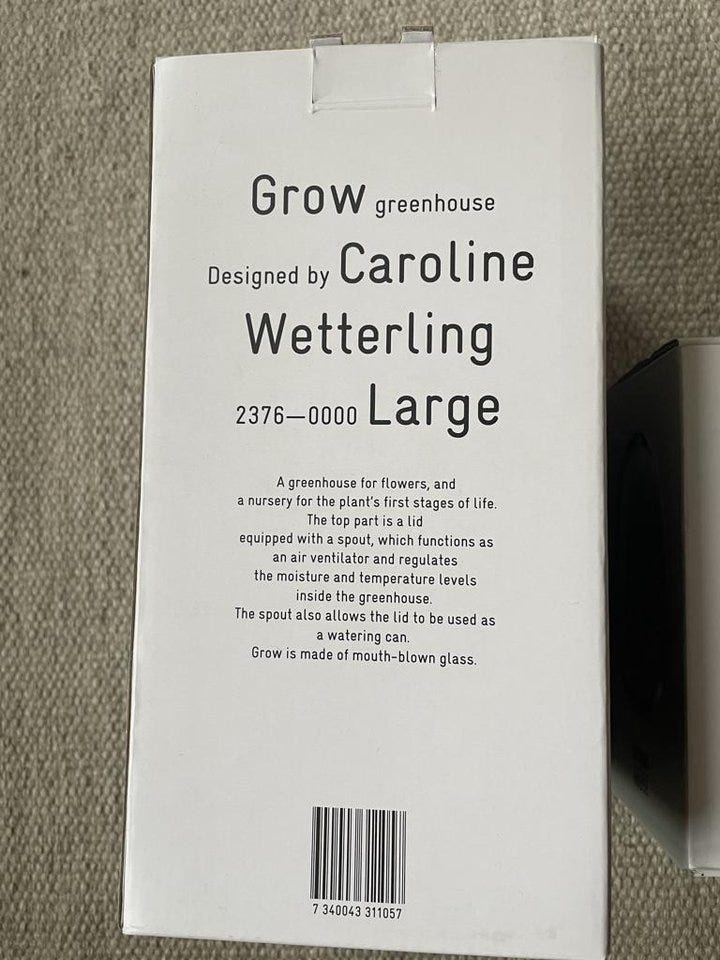 Grow greenhouse
Designed by Caroline
Wetterling
2376—0000 Large
A greenhouse for flowers, and
a nursery for the plant's first stages of life.
The top part is a lid
equipped with a spout, which functions as
an air ventilator and regulates
the moisture and temperature levels
inside the greenhouse.
The spout also allows the lid to be used as
a watering can.
Grow is made of mouth-blown glass.
7 340043 311057